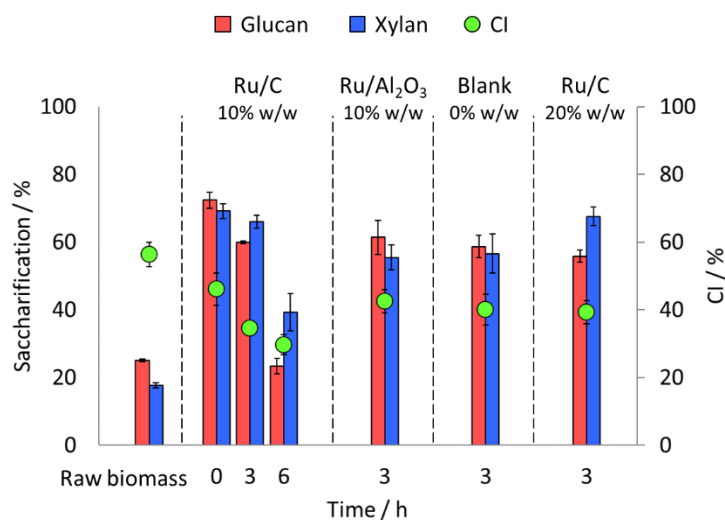 Glucan Xylan CI
Ru/C Ru/Al₂O₃ Blank Ru/C
10% w/w 10% w/w 0% w/w 20% w/w
100 100
80 80
60 60
40 40
20 20
0 0
Saccharification / %
CI / %
Raw biomass 0 3 6 3 3 3
Time / h